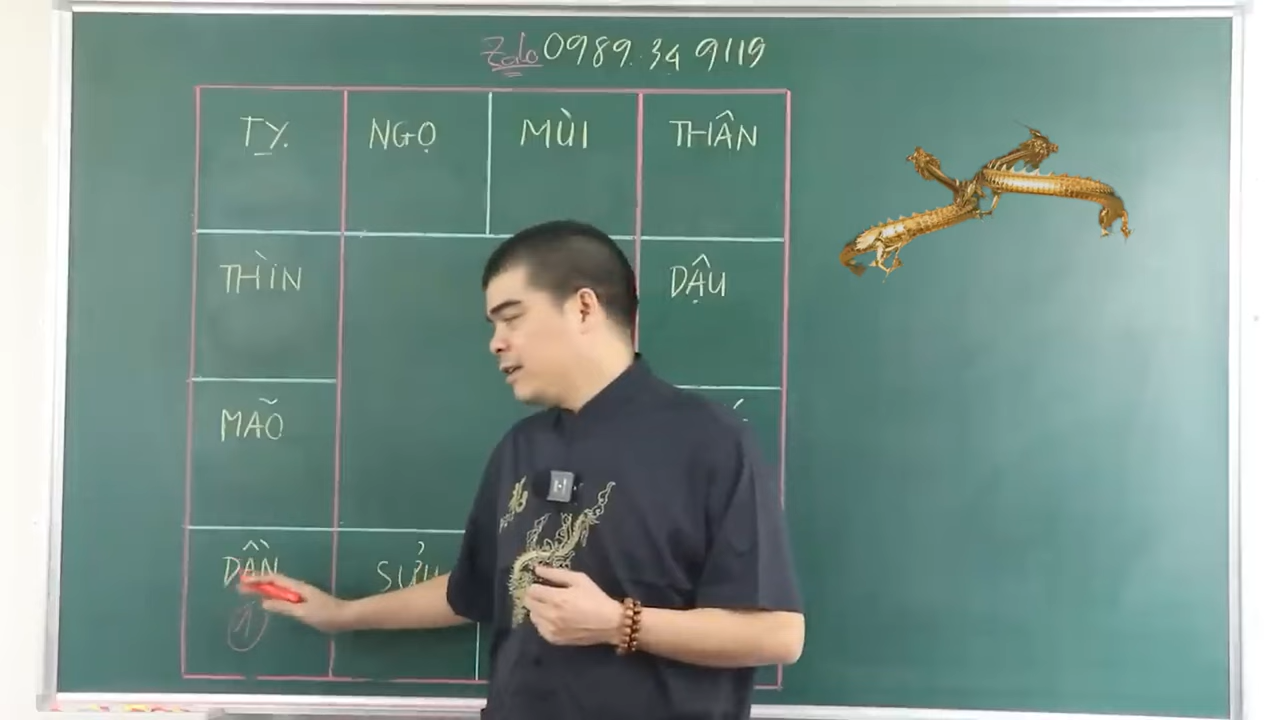 Zalo 0989.34 9119
TỴ. NGỌ MÙI THÂN
THÌN DẬU
MÃO
DẦN SỬU
1